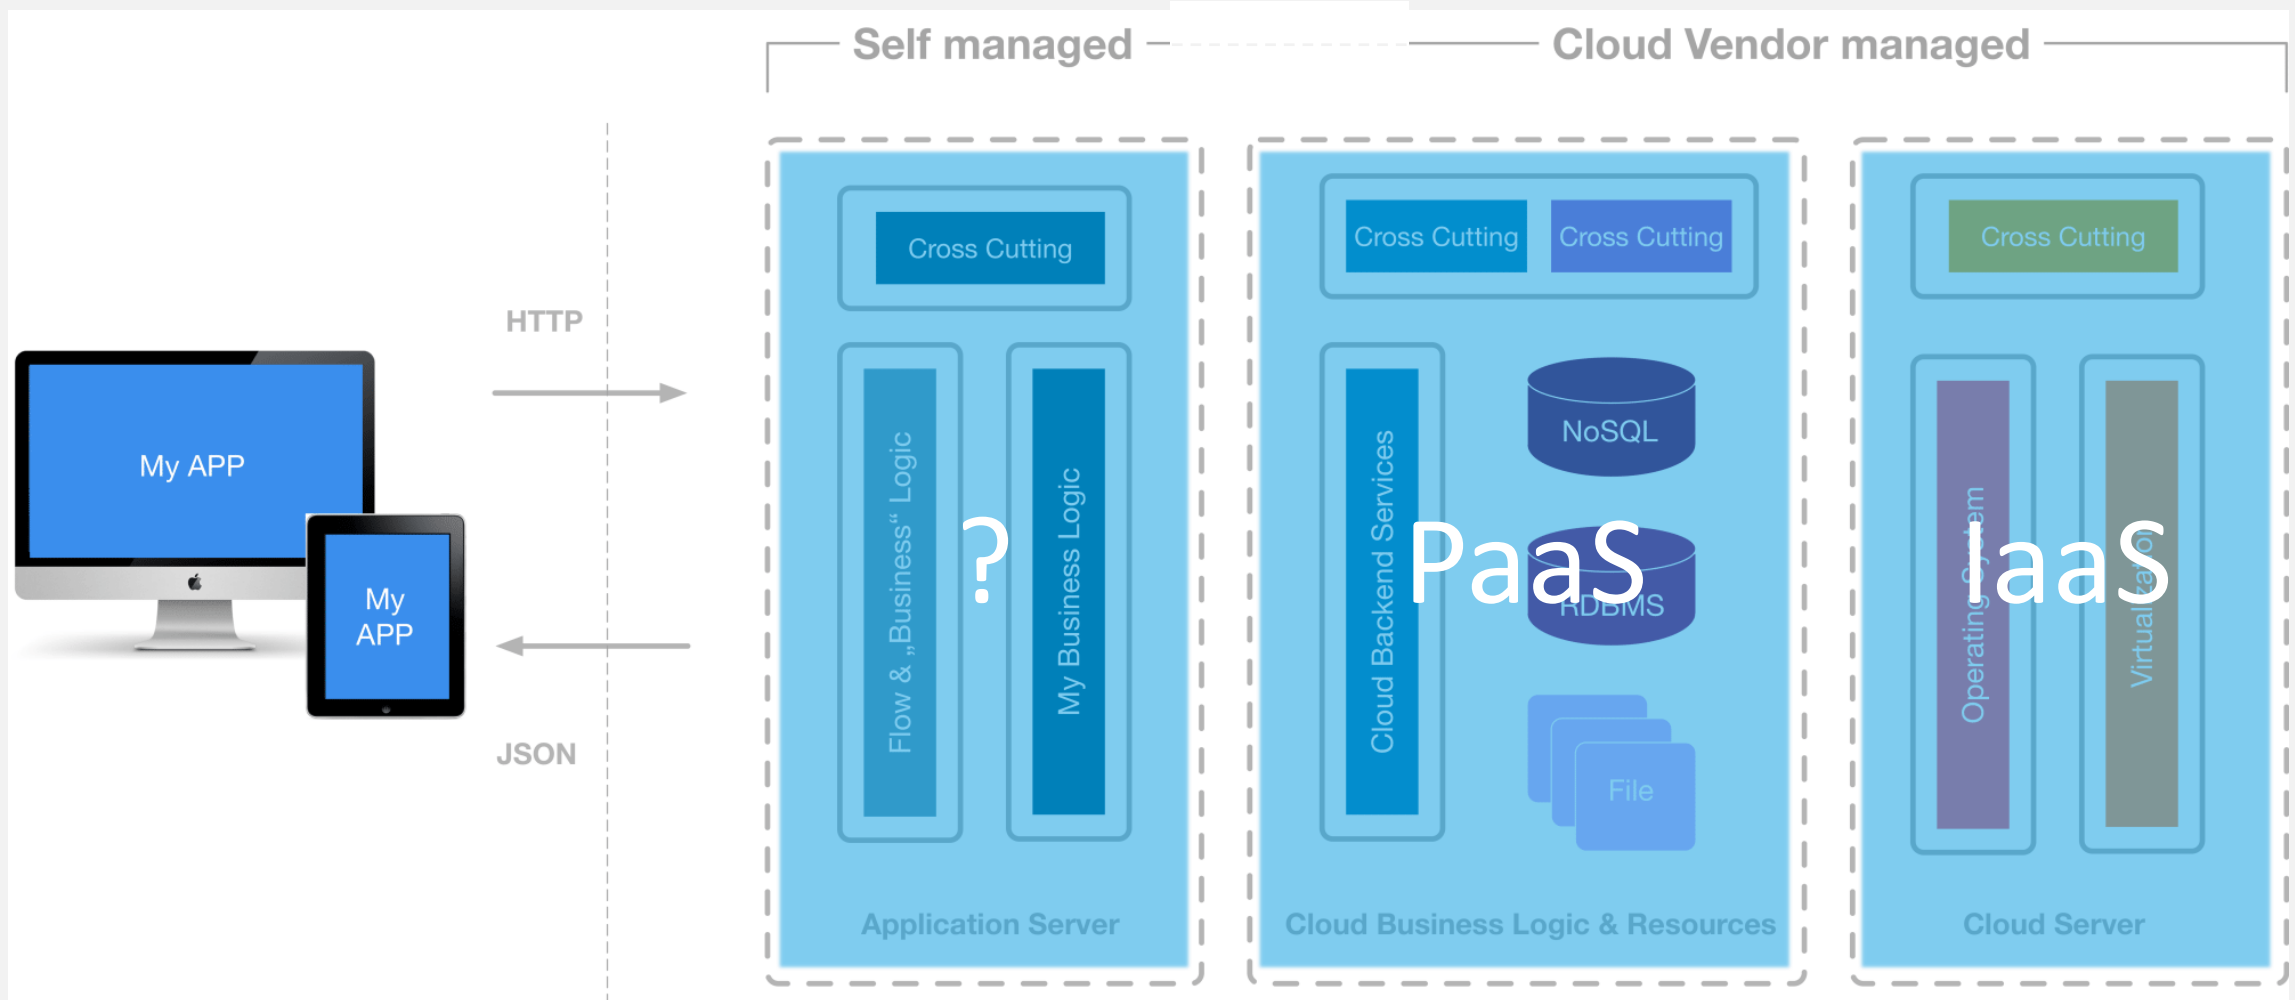 Self managed
Cloud Vendor managed
HTTP
JSON
My APP
My
APP
Cross Cutting
Flow & „Business“ Logic
My Business Logic
?
Application Server
Cross Cutting
Cross Cutting
Cloud Backend Services
NoSQL
RDBMS
File
PaaS
Cloud Business Logic & Resources
Cross Cutting
Operating System
Virtualization
IaaS
Cloud Server